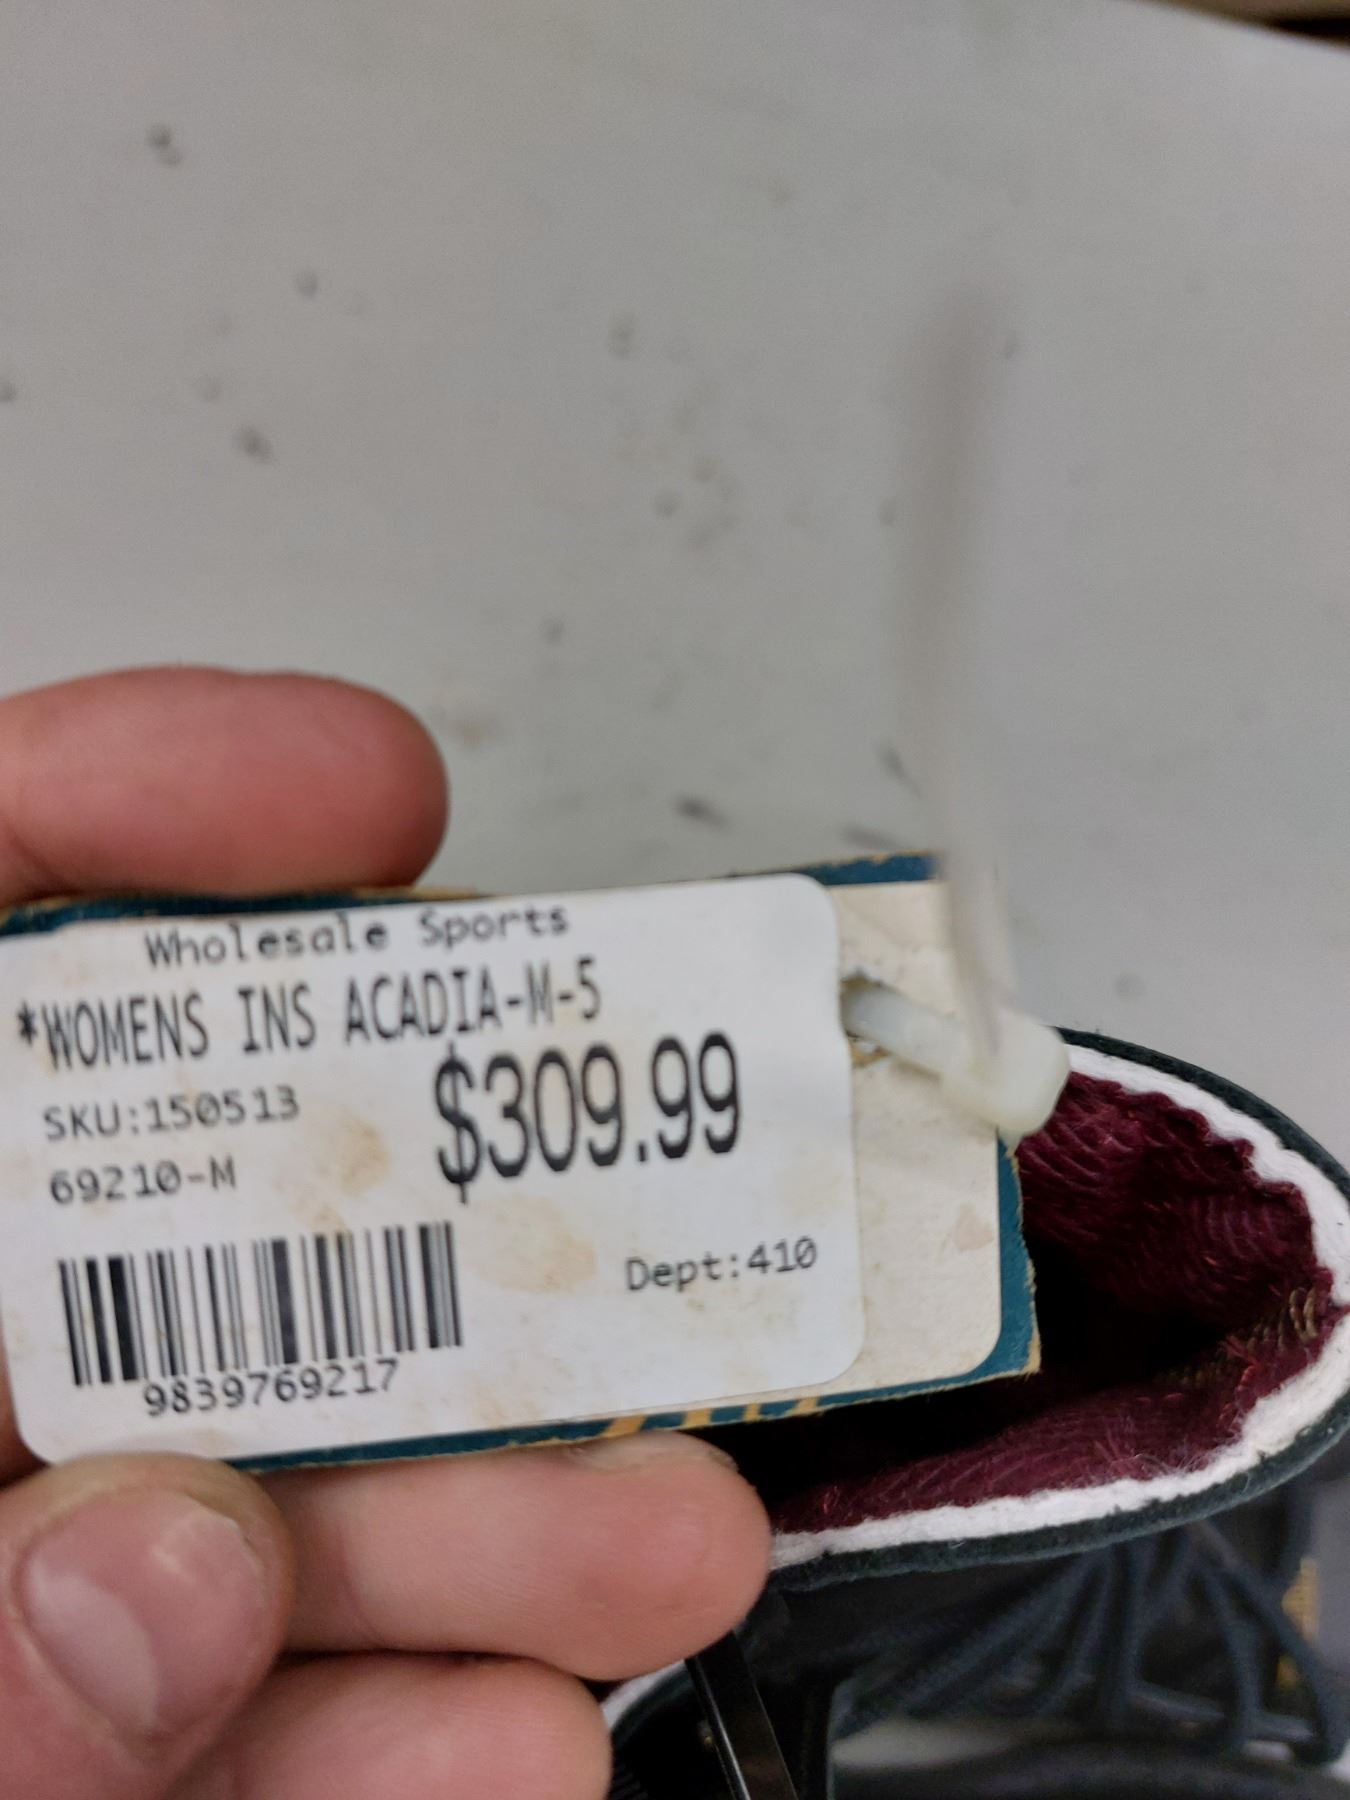 Wholesale Sports
*WOMENS INS ACADIA-M-5
$309.99
SKU:150513
69210-M
Dept:410
9839769217